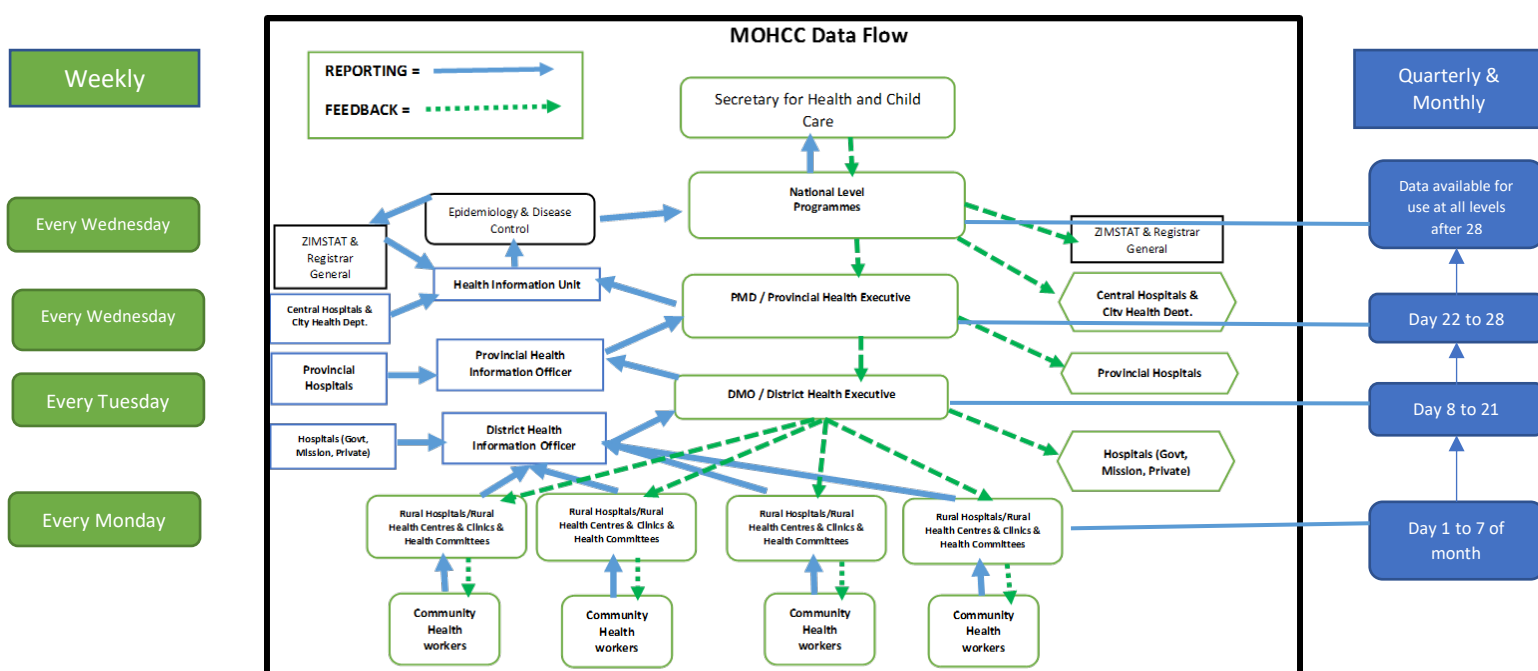 MOHCC Data Flow
Weekly
REPORTING =
FEEDBACK =
Secretary for Health and Child
Care
Quarterly &
Monthly
Every Wednesday
Epidemiology & Disease
Control
National Level
Programmes
Data available for
use at all levels
after 28
ZIMSTAT &
Registrar
General
ZIMSTAT & Registrar
General
Health Information Unit
Every Wednesday
Central Hospitals &
City Health Dept.
PMD / Provincial Health Executive
Central Hospitals &
City Health Dept.
Day 22 to 28
Provincial
Hospitals
Provincial Health
Information Officer
Provincial Hospitals
Every Tuesday
DMO / District Health Executive
Day 8 to 21
Hospitals (Govt,
Mission, Private)
District Health
Information Officer
Hospitals (Govt,
Mission, Private)
Every Monday
Rural Hospitals/Rural
Health Centres & Clinics &
Health Committees
Rural Hospitals/Rural
Health Centres & Clinics &
Health Committees
Rural Hospitals/Rural
Health Centres & Clinics &
Health Committees
Rural Hospitals/Rural
Health Centres & Clinics &
Health Committees
Day 1 to 7 of
month
Community
Health
workers
Community
Health
workers
Community
Health
workers
Community
Health
workers